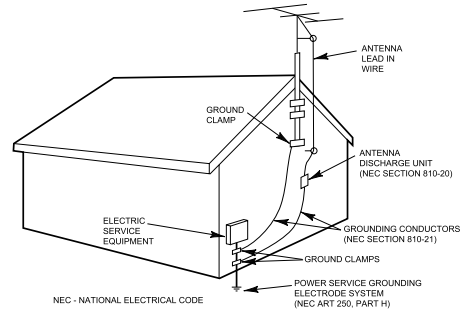 ANTENNA
LEAD IN
WIRE
GROUND
CLAMP
ANTENNA
DISCHARGE UNIT
(NEC SECTION 810-20)
ELECTRIC
SERVICE
EQUIPMENT
GROUNDING CONDUCTORS
(NEC SECTION 810-21)
GROUND CLAMPS
POWER SERVICE GROUNDING
ELECTRODE SYSTEM
(NEC ART 250, PART H)
NEC - NATIONAL ELECTRICAL CODE